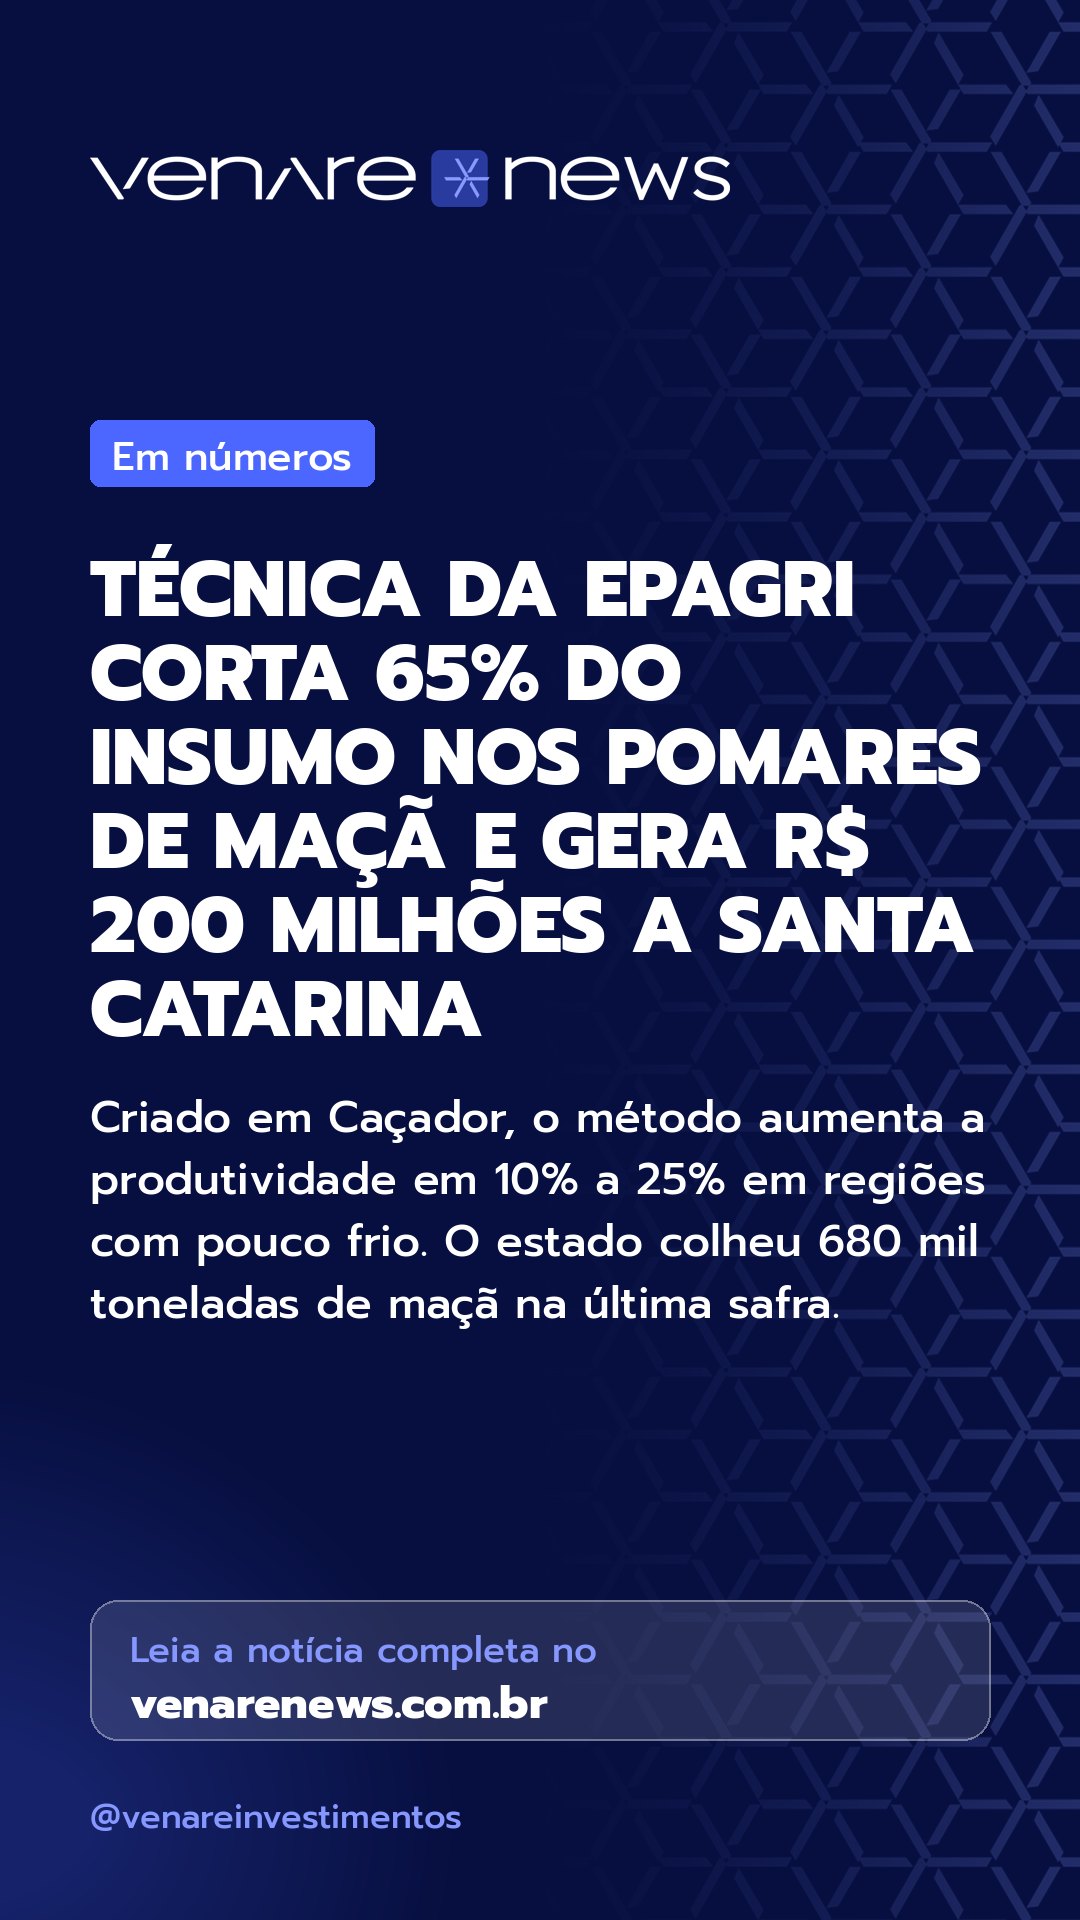 venare news
Em números
TÉCNICA DA EPAGRI
CORTA 65% DO
INSUMO NOS POMARES
DE MAÇÃ E GERA R$
200 MILHÕES A SANTA
CATARINA
Criado em Caçador, o método aumenta a
produtividade em 10% a 25% em regiões
com pouco frio. O estado colheu 680 mil
toneladas de maçã na última safra.
Leia a notícia completa no
venarenews.com.br
@venareinvestimentos